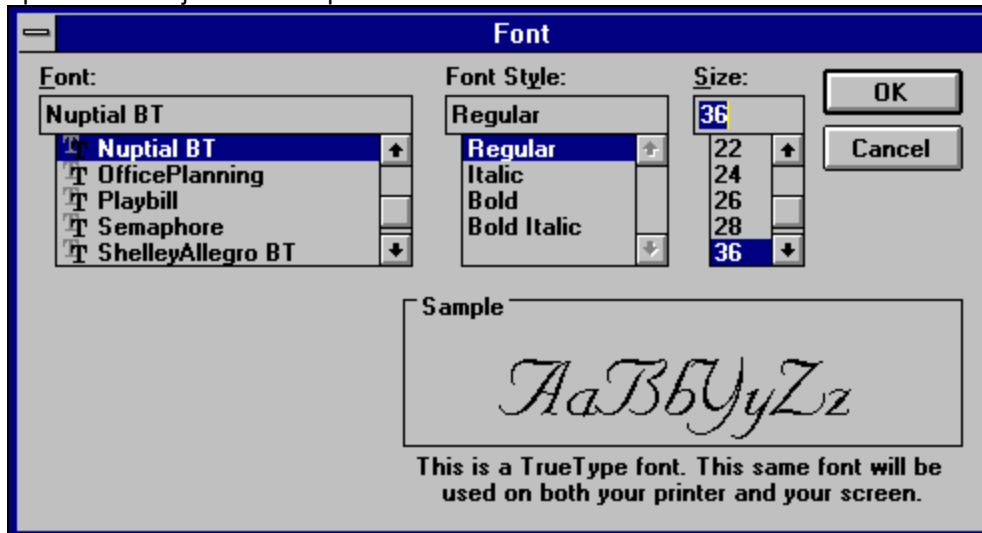 Font
Font:
Nuptial BT
Nuptial BT
OfficePlanning
Playbill
Semaphore
ShelleyAllegro BT
Font Style:
Regular
Regular
Italic
Bold
Bold Italic
Size:
36
22
24
26
28
36
OK
Cancel
Sample
AaBbYyZz
This is a TrueType font. This same font will be
used on both your printer and your screen.